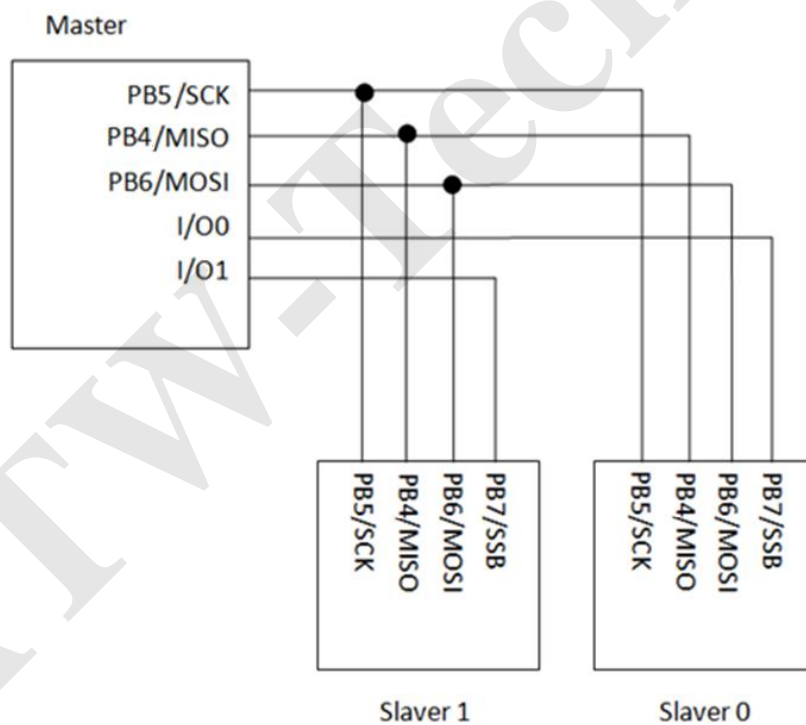 Master
PB5/SCK
PB4/MISO
PB6/MOSI
I/O0
I/O1
PB5/SCK
PB4/MISO
PB6/MOSI
PB7/SSB
PB5/SCK
PB4/MISO
PB6/MOSI
PB7/SSB
Slaver 1
Slaver 0